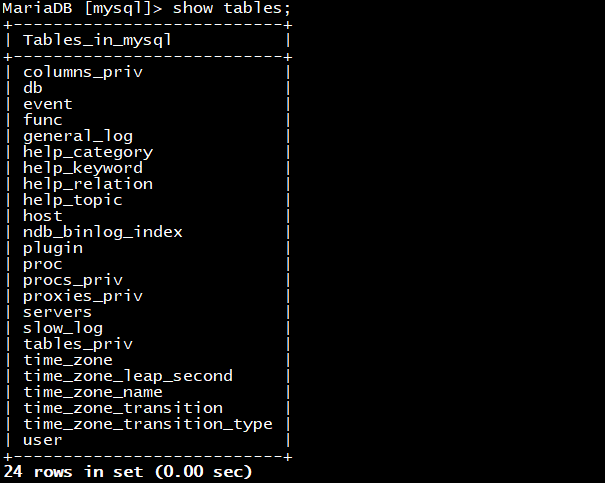 MariaDB [mysql]> show tables;
+---------------------------+
| Tables_in_mysql           |
+---------------------------+
| columns_priv              |
| db                        |
| event                     |
| func                      |
| general_log               |
| help_category             |
| help_keyword              |
| help_relation             |
| help_topic                |
| host                      |
| ndb_binlog_index          |
| plugin                    |
| proc                      |
| procs_priv                |
| proxies_priv              |
| servers                   |
| slow_log                  |
| tables_priv               |
| time_zone                 |
| time_zone_leap_second     |
| time_zone_name            |
| time_zone_transition      |
| time_zone_transition_type |
| user                      |
+---------------------------+
24 rows in set (0.00 sec)